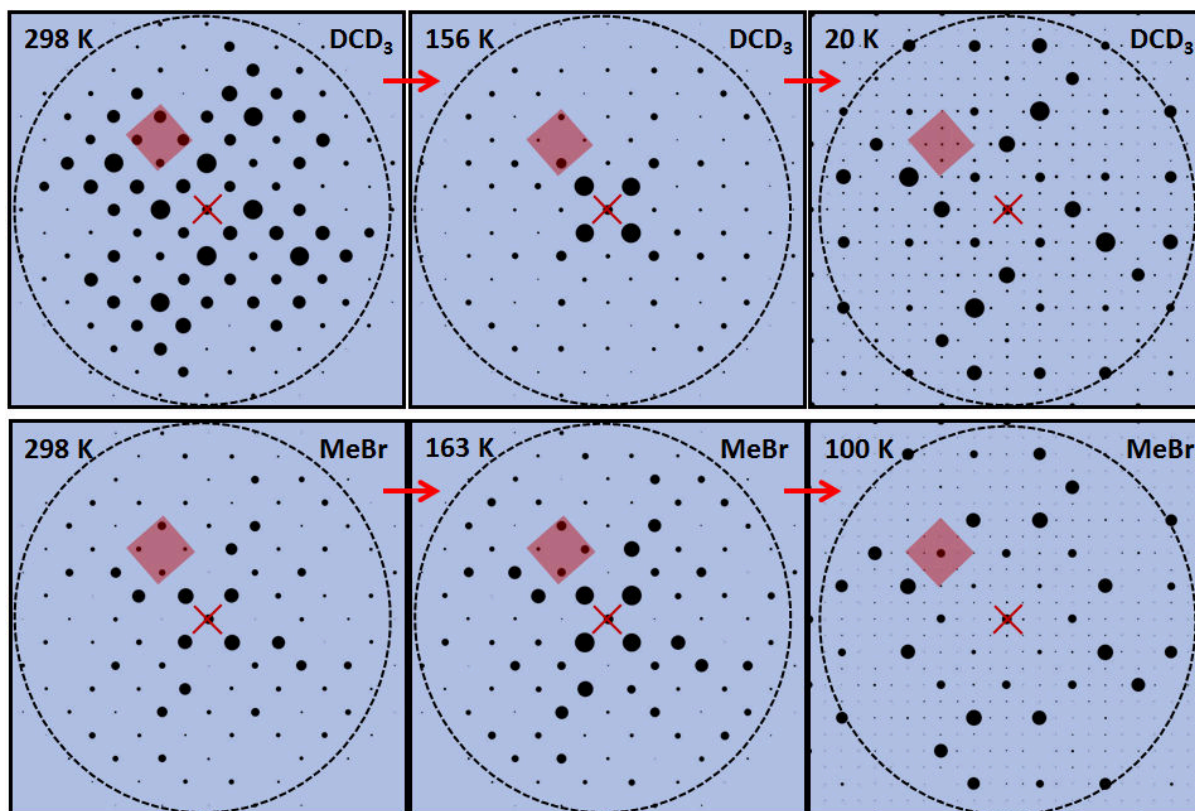 298 K DCD₃
156 K DCD₃
20 K DCD₃
298 K MeBr
163 K MeBr
100 K MeBr